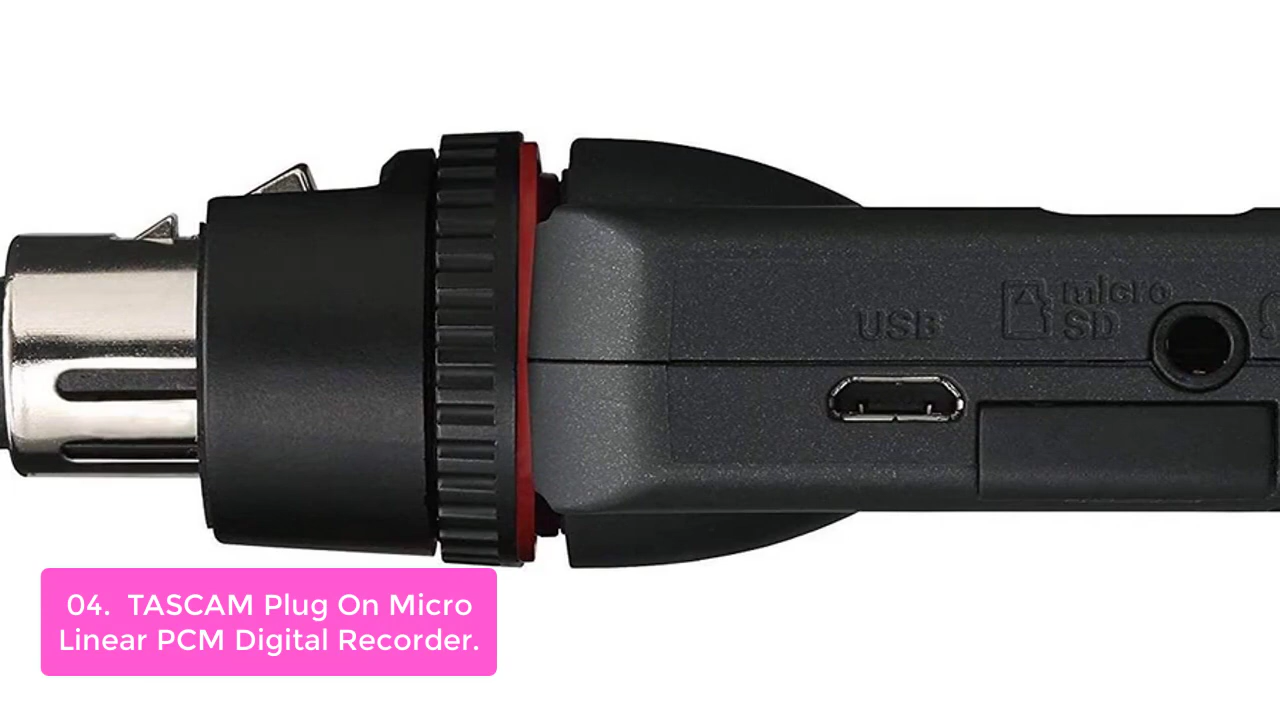 USB
micro
SD
04. TASCAM Plug On Micro
Linear PCM Digital Recorder.